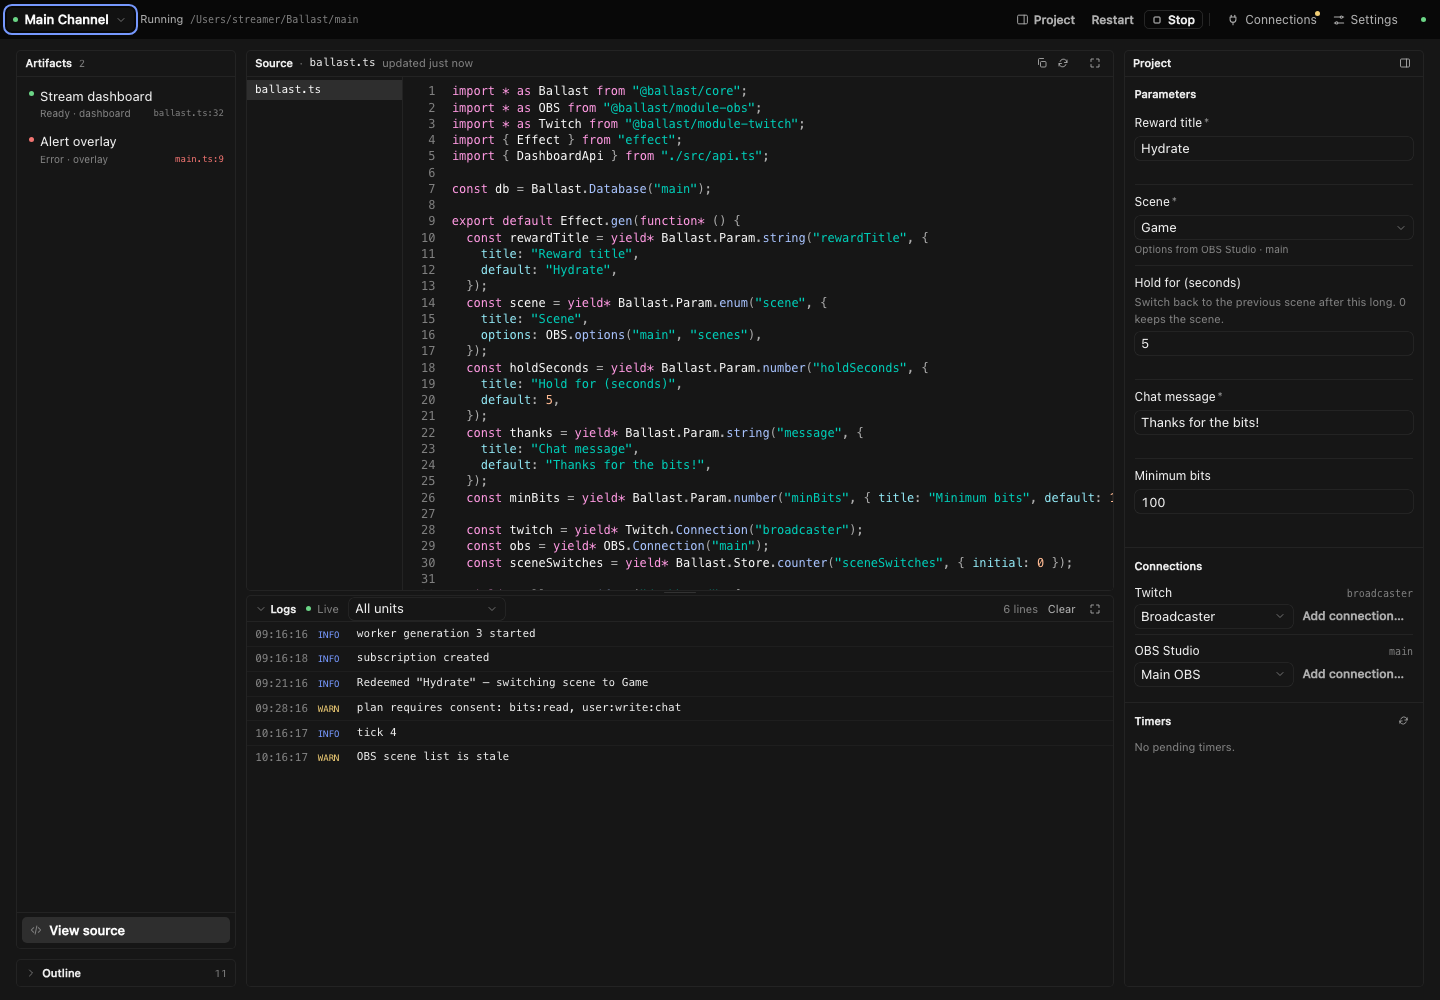 Main Channel Running /Users/streamer/Ballast/main Project Restart Stop Connections Settings
Artifacts 2
Stream dashboard
Ready · dashboard ballast.ts:32
Alert overlay
Error · overlay main.ts:9
View source
Outline 11
Source · ballast.ts updated just now
ballast.ts
1 import * as Ballast from "@ballast/core";
2 import * as OBS from "@ballast/module-obs";
3 import * as Twitch from "@ballast/module-twitch";
4 import { Effect } from "effect";
5 import { DashboardApi } from "./src/api.ts";
6
7 const db = Ballast.Database("main");
8
9 export default Effect.gen(function* () {
10 const rewardTitle = yield* Ballast.Param.string("rewardTitle", {
11 title: "Reward title",
12 default: "Hydrate",
13 });
14 const scene = yield* Ballast.Param.enum("scene", {
15 title: "Scene",
16 options: OBS.options("main", "scenes"),
17 });
18 const holdSeconds = yield* Ballast.Param.number("holdSeconds", {
19 title: "Hold for (seconds)",
20 default: 5,
21 });
22 const thanks = yield* Ballast.Param.string("message", {
23 title: "Chat message",
24 default: "Thanks for the bits!",
25 });
26 const minBits = yield* Ballast.Param.number("minBits", { title: "Minimum bits", default: 1
27
28 const twitch = yield* Twitch.Connection("broadcaster");
29 const obs = yield* OBS.Connection("main");
30 const sceneSwitches = yield* Ballast.Store.counter("sceneSwitches", { initial: 0 });
31
Logs Live All units 6 lines Clear
09:16:16 INFO worker generation 3 started
09:16:18 INFO subscription created
09:21:16 INFO Redeemed "Hydrate" — switching scene to Game
09:28:16 WARN plan requires consent: bits:read, user:write:chat
10:16:17 INFO tick 4
10:16:17 WARN OBS scene list is stale
Project
Parameters
Reward title *
Hydrate
Scene *
Game
Options from OBS Studio · main
Hold for (seconds)
Switch back to the previous scene after this long. 0
keeps the scene.
5
Chat message *
Thanks for the bits!
Minimum bits
100
Connections
Twitch broadcaster
Broadcaster Add connection...
OBS Studio main
Main OBS Add connection...
Timers
No pending timers.